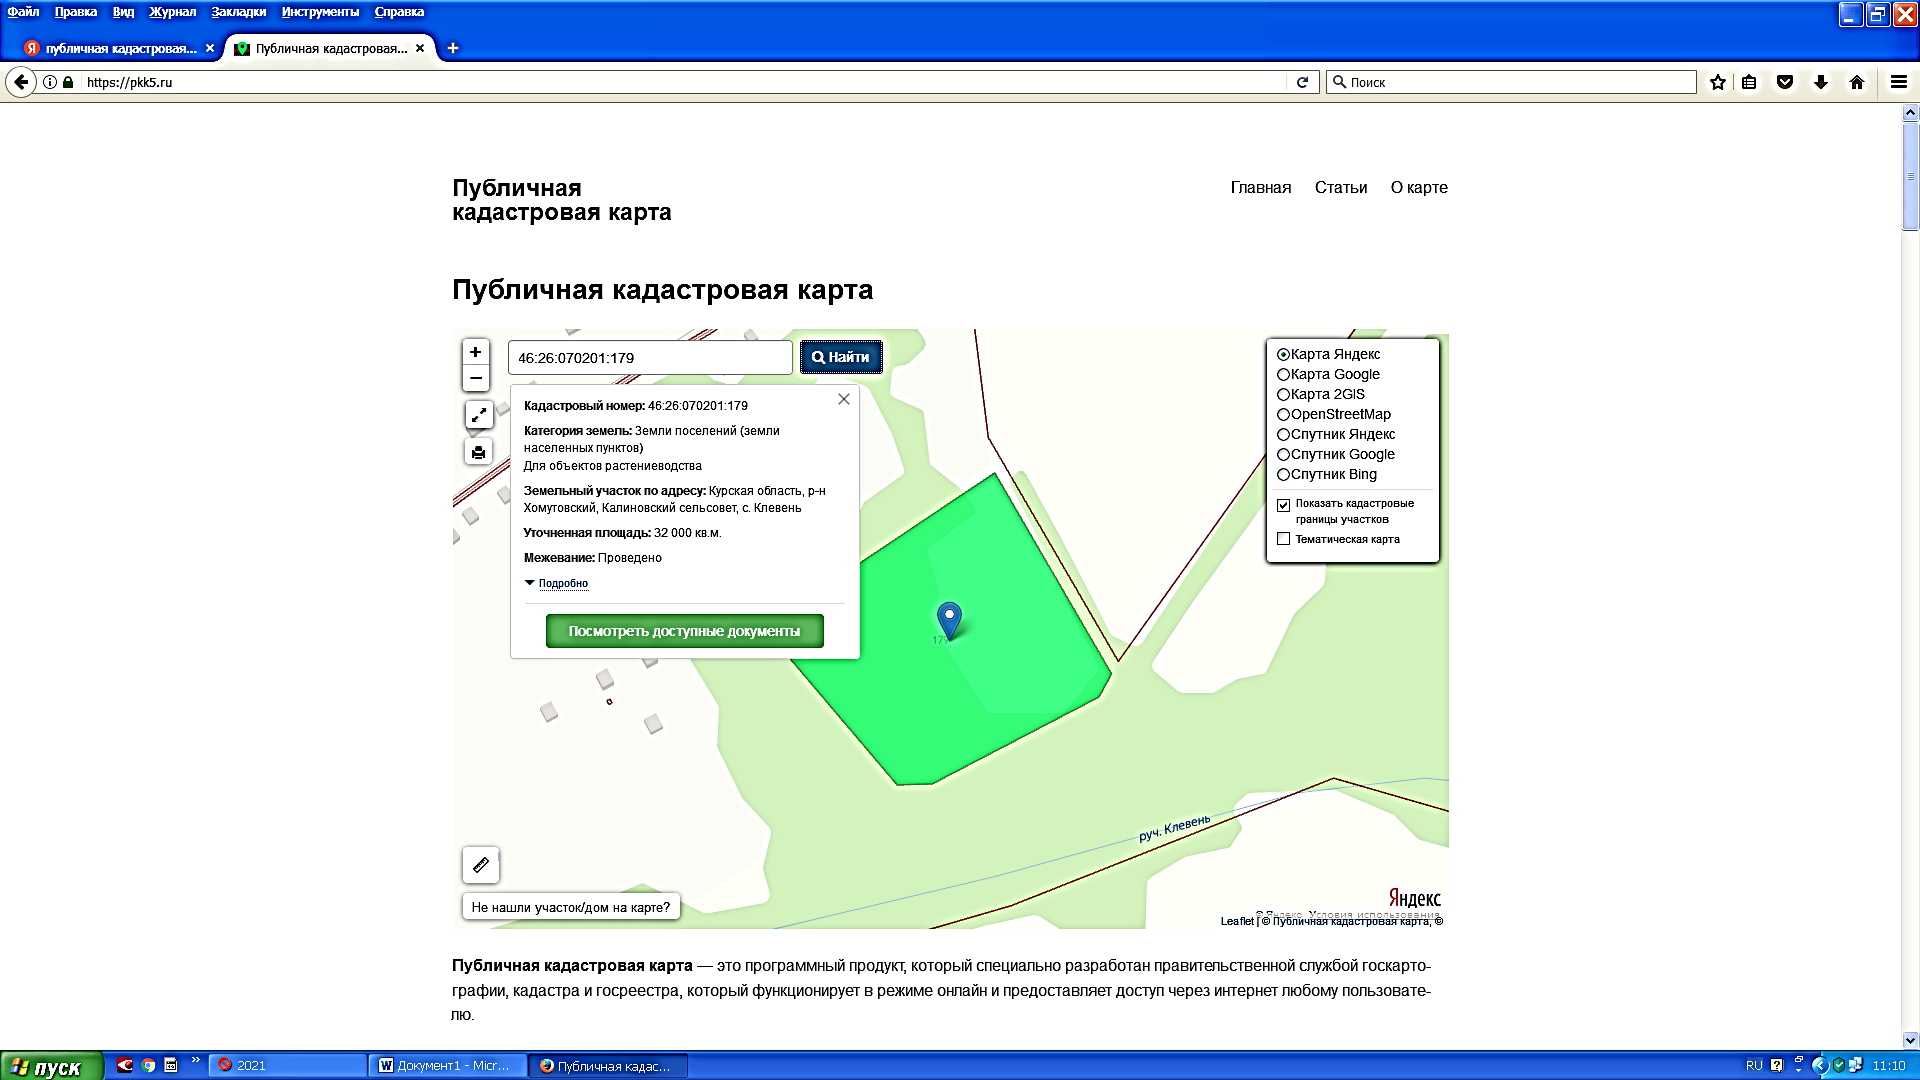 Файл Правка Вид Журнал Закладки Инструменты Справка
публичная кадастровая...
Публичная кадастровая...
https://pkk5.ru
Поиск
Публичная
кадастровая карта
Главная Статьи О карте
Публичная кадастровая карта
46:26:070201:179
Найти
Кадастровый номер: 46:26:070201:179
Категория земель: Земли поселений (земли
населенных пунктов)
Для объектов растениеводства
Земельный участок по адресу: Курская область, р-н
Хомутовский, Калиновский сельсовет, с. Клевень
Уточненная площадь: 32 000 кв.м.
Межевание: Проведено
Подробно
Посмотреть доступные документы
Карта Яндекс
Карта Google
Карта 2GIS
OpenStreetMap
Спутник Яндекс
Спутник Google
Спутник Bing
Показать кадастровые
границы участков
Тематическая карта
179
руч. Клевень
Не нашли участок/дом на карте?
Яндекс
© Яндекс Условия использования
Leaflet | © Публичная кадастровая карта, ©
Публичная кадастровая карта — это программный продукт, который специально разработан правительственной службой госкарто-
графии, кадастра и госреестра, который функционирует в режиме онлайн и предоставляет доступ через интернет любому пользовате-
лю.
пуск
2021
Документ1 - Micr...
Публичная кадас...
RU
11:10